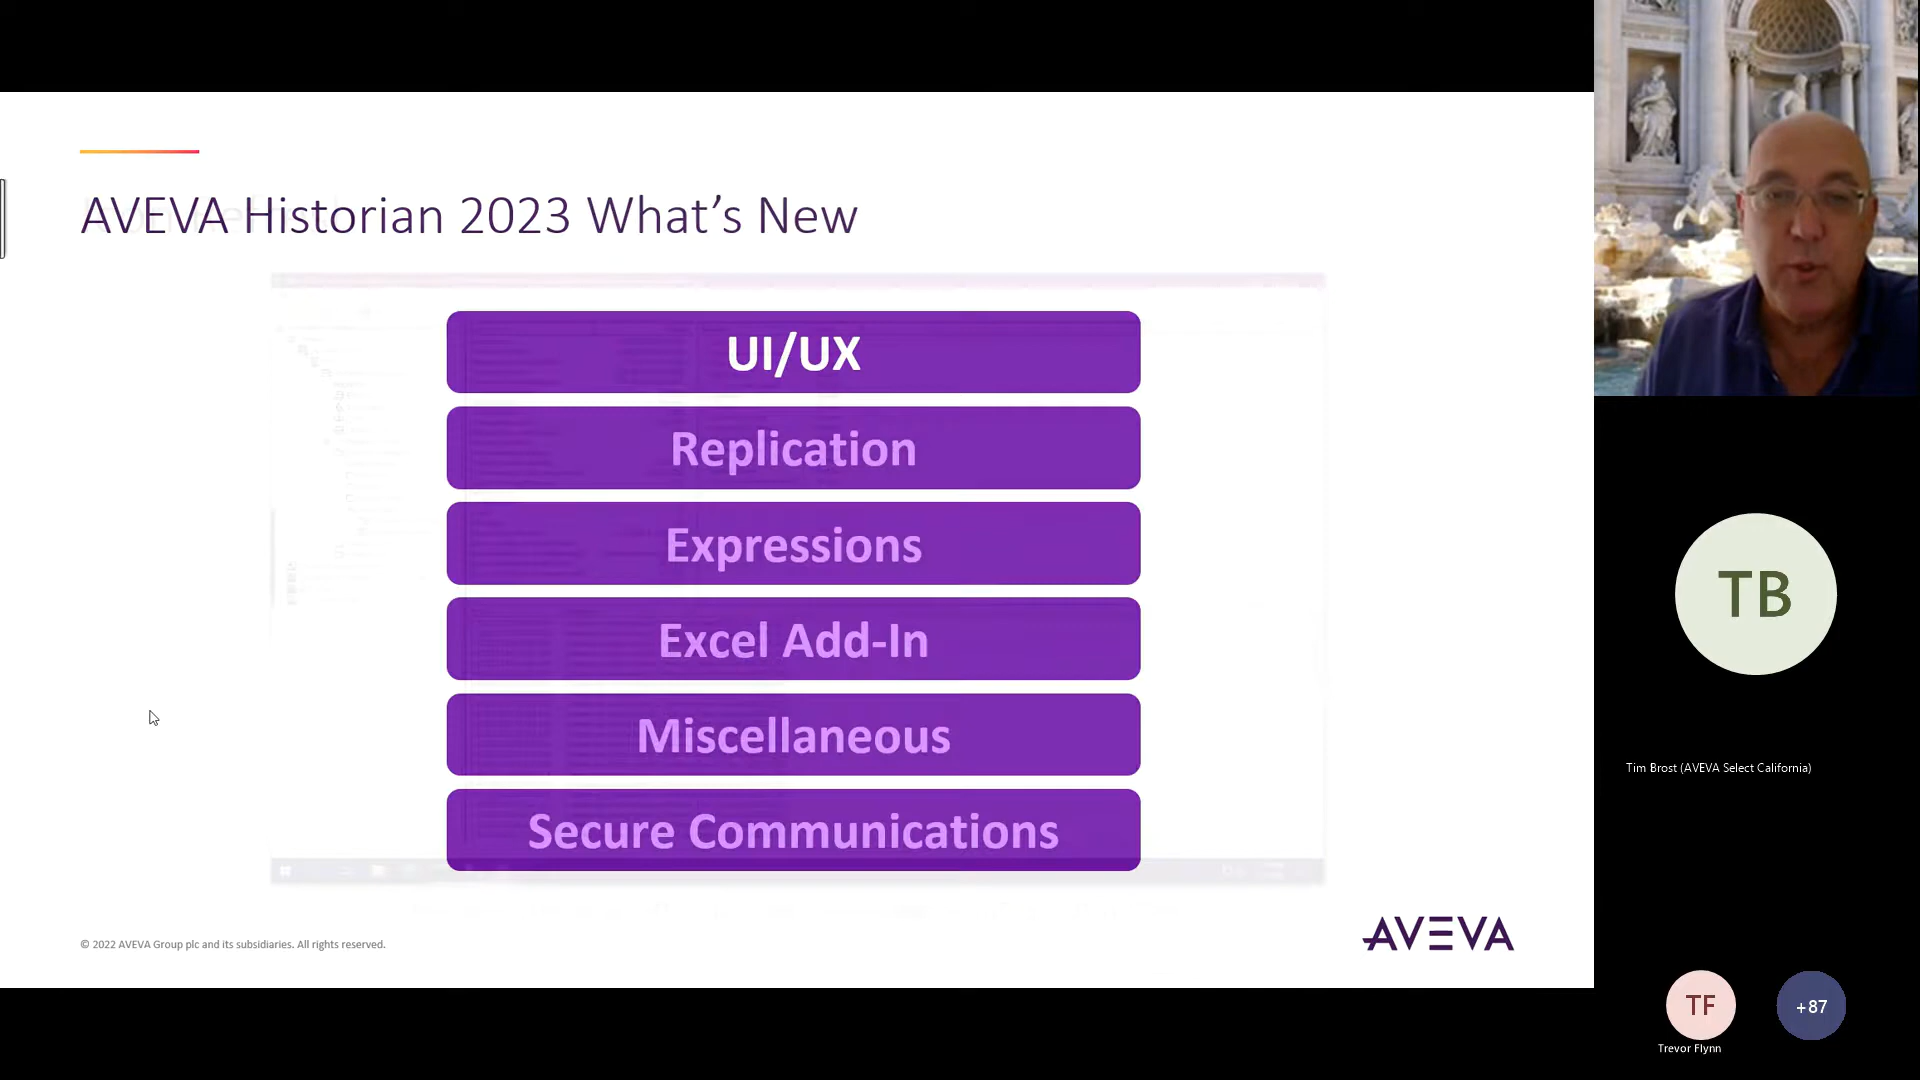 AVEVA Historian 2023 What’s New
UI/UX
Replication
Expressions
Excel Add-In
Miscellaneous
Secure Communications
© 2022 AVEVA Group plc and its subsidiaries. All rights reserved.
AVEVA
TB
Tim Brost (AVEVA Select California)
TF
+87
Trevor Flynn